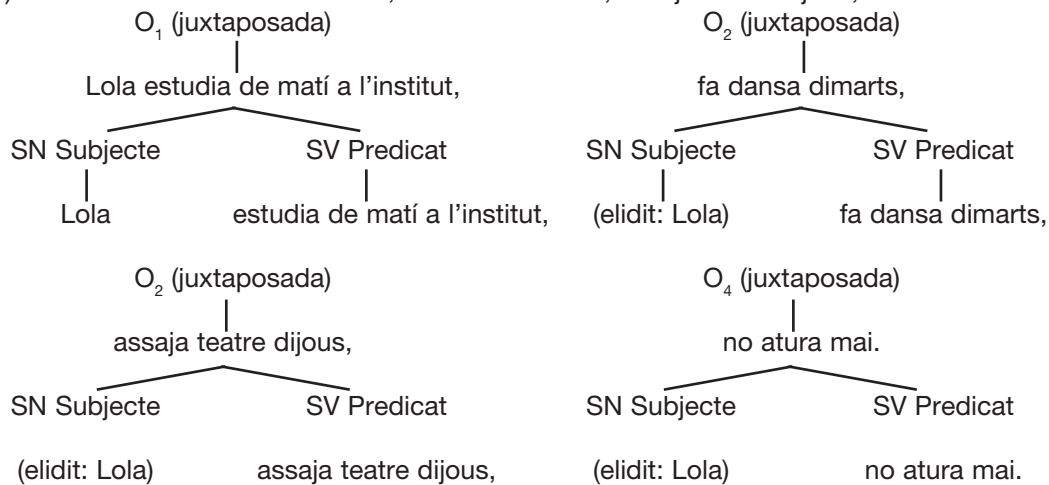 O₁ (juxtaposada) O₂ (juxtaposada)
Lola estudia de matí a l’institut, fa dansa dimarts,
SN Subjecte SV Predicat SN Subjecte SV Predicat
Lola estudia de matí a l’institut, (elidit: Lola) fa dansa dimarts,
O₂ (juxtaposada) O₄ (juxtaposada)
assaja teatre dijous, no atura mai.
SN Subjecte SV Predicat SN Subjecte SV Predicat
(elidit: Lola) assaja teatre dijous, (elidit: Lola) no atura mai.